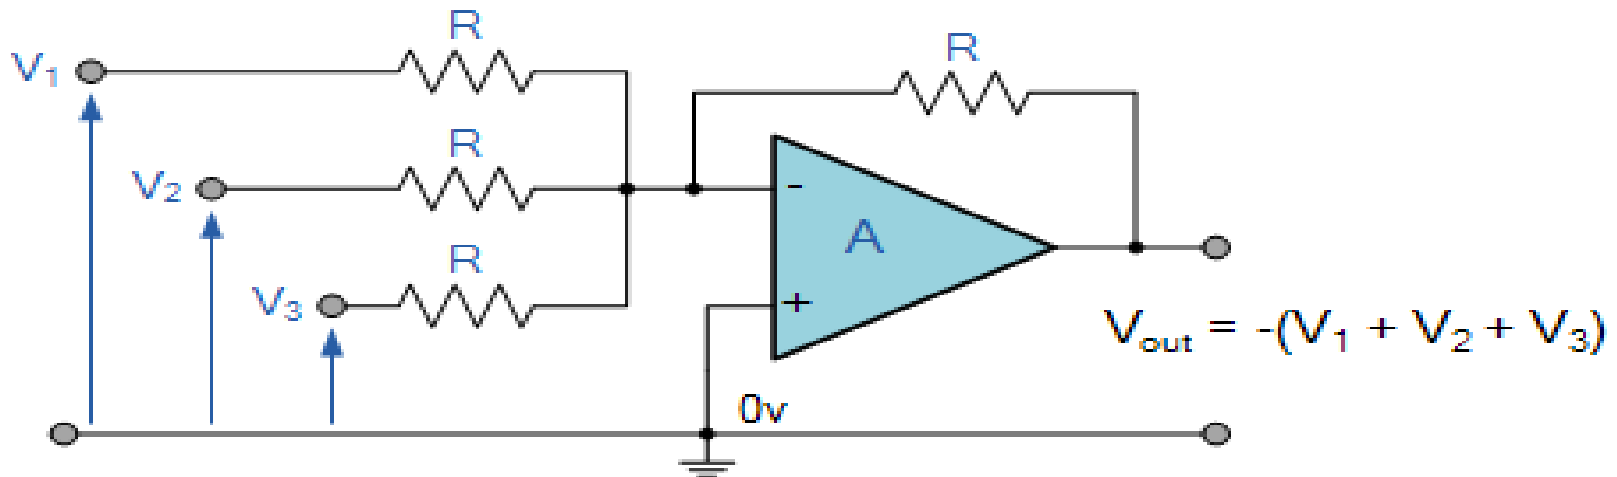 R
V₁
R
R
V₂
-
A
R
V₃
+
Vout = -(V₁ + V₂ + V₃)
0v